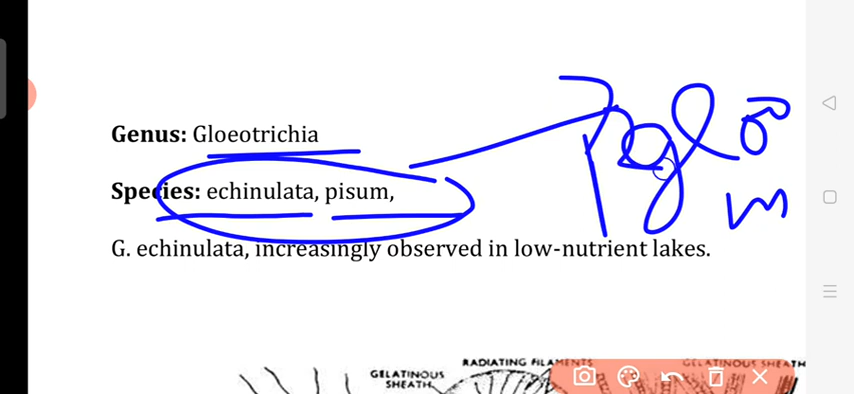 Genus: Gloeotrichia
Species: echinulata, pisum,
G. echinulata, increasingly observed in low-nutrient lakes.
RADIATING FILAMENTS
GELATINOUS SHEATH
GELATINOUS
SHEATH